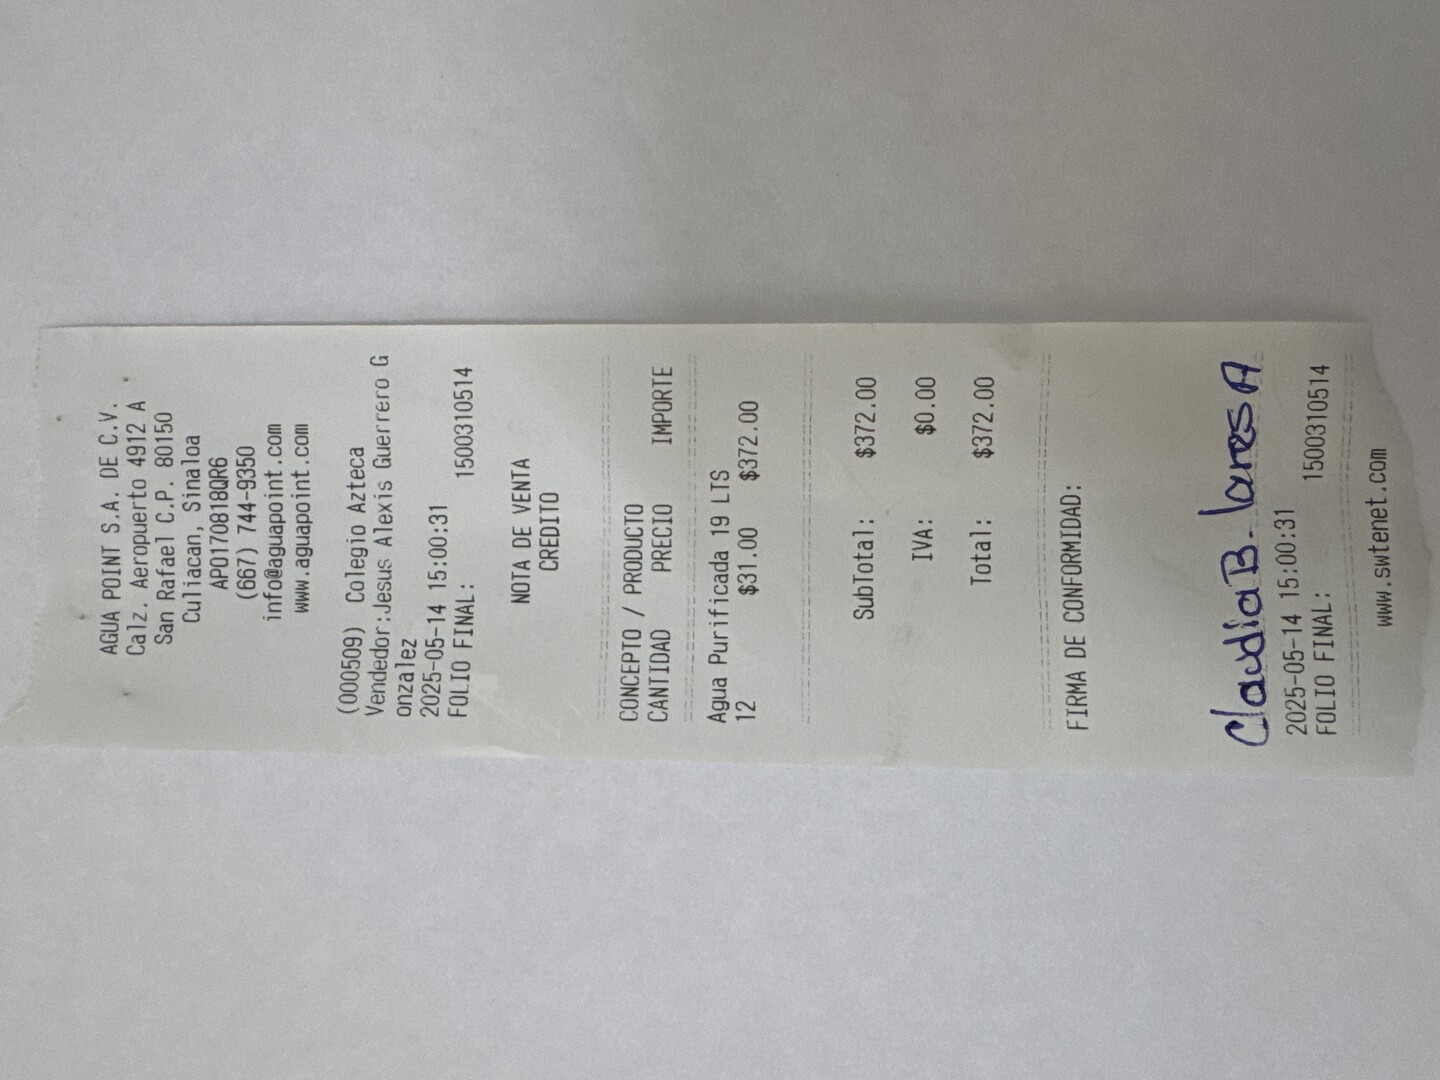 AGUA POINT S.A. DE C.V.
Calz. Aeropuerto 4912 A
San Rafael C.P. 80150
Culiacan, Sinaloa
APO170818QR6
(667) 744-9350
info@aguapoint.com
www.aguapoint.com
(000509) Colegio Azteca
Vendedor:Jesus Alexis Guerrero G
onzalez
2025-05-14 15:00:31
FOLIO FINAL: 1500310514
NOTA DE VENTA
CREDITO
CONCEPTO / PRODUCTO
CANTIDAD PRECIO IMPORTE
Agua Purificada 19 LTS
12 $31.00 $372.00
SubTotal: $372.00
IVA: $0.00
Total: $372.00
FIRMA DE CONFORMIDAD:
Claudia B. Lares A
2025-05-14 15:00:31
FOLIO FINAL: 1500310514
www.swtenet.com